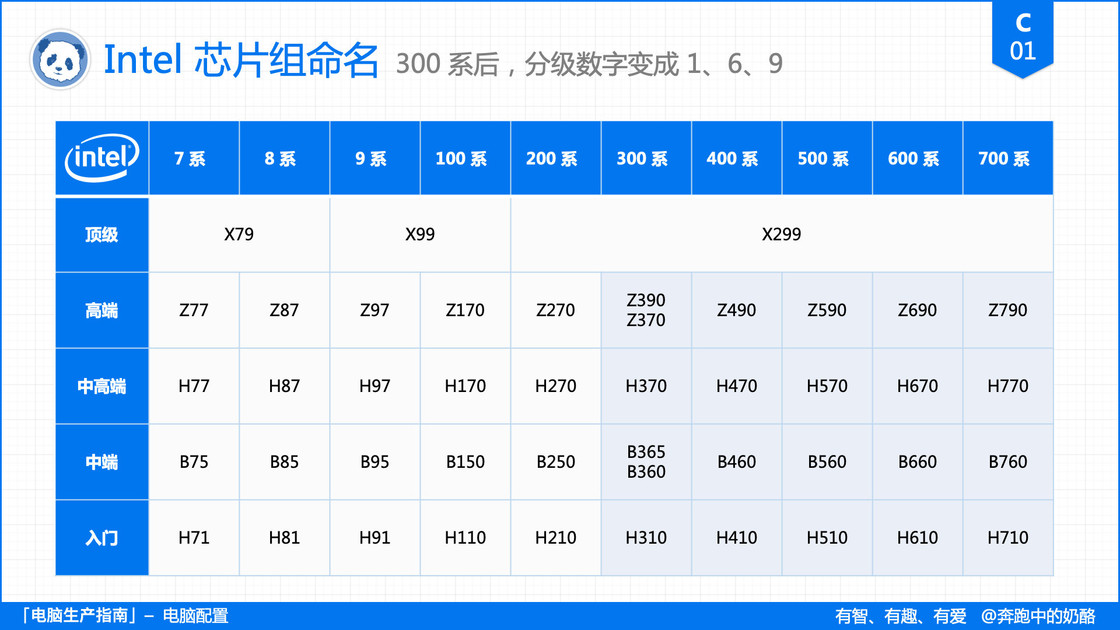 Intel 芯片组命名 300 系后，分级数字变成 1、6、9
C
01
intel 7 系 8 系 9 系 100 系 200 系 300 系 400 系 500 系 600 系 700 系
顶级 X79 X99 X299
高端 Z77 Z87 Z97 Z170 Z270 Z390 Z370 Z490 Z590 Z690 Z790
中高端 H77 H87 H97 H170 H270 H370 H470 H570 H670 H770
中端 B75 B85 B95 B150 B250 B365 B360 B460 B560 B660 B760
入门 H71 H81 H91 H110 H210 H310 H410 H510 H610 H710
「电脑生产指南」– 电脑配置
有智、有趣、有爱 @奔跑中的奶酪